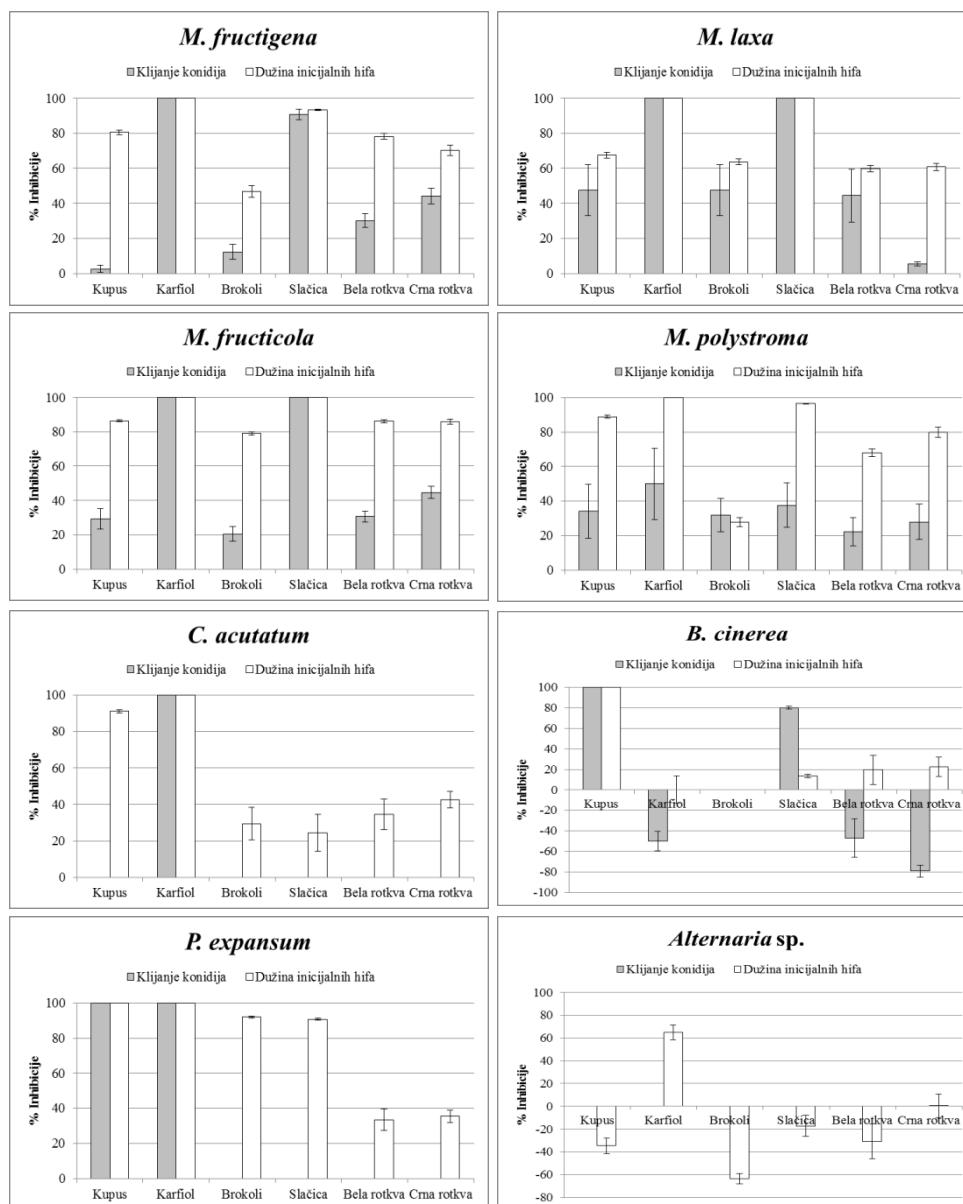 M. fructigena
Klijanje konidija Dužina inicijalnih hifa
% Inhibicije
100
80
60
40
20
0
Kupus Karfiol Brokoli Slačica Bela rotkva Crna rotkva
M. laxa
Klijanje konidija Dužina inicijalnih hifa
% Inhibicije
100
80
60
40
20
0
Kupus Karfiol Brokoli Slačica Bela rotkva Crna rotkva
M. fructicola
Klijanje konidija Dužina inicijalnih hifa
% Inhibicije
100
80
60
40
20
0
Kupus Karfiol Brokoli Slačica Bela rotkva Crna rotkva
M. polystroma
Klijanje konidija Dužina inicijalnih hifa
% Inhibicije
100
80
60
40
20
0
Kupus Karfiol Brokoli Slačica Bela rotkva Crna rotkva
C. acutatum
Klijanje konidija Dužina inicijalnih hifa
% Inhibicije
100
80
60
40
20
0
Kupus Karfiol Brokoli Slačica Bela rotkva Crna rotkva
B. cinerea
Klijanje konidija Dužina inicijalnih hifa
% Inhibicije
100
80
60
40
20
0
-20
-40
-60
-80
-100
Kupus Karfiol Brokoli Slačica Bela rotkva Crna rotkva
P. expansum
Klijanje konidija Dužina inicijalnih hifa
% Inhibicije
100
80
60
40
20
0
Kupus Karfiol Brokoli Slačica Bela rotkva Crna rotkva
Alternaria sp.
Klijanje konidija Dužina inicijalnih hifa
% Inhibicije
100
80
60
40
20
0
-20
-40
-60
-80
Kupus Karfiol Brokoli Slačica Bela rotkva Crna rotkva